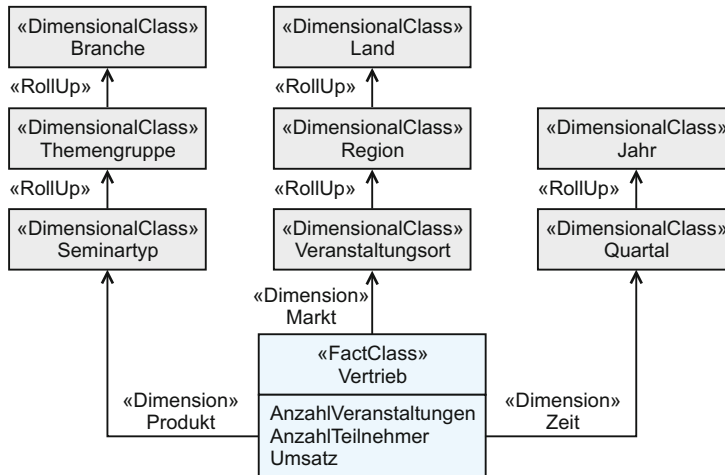 «DimensionalClass»
Branche
«DimensionalClass»
Land
«RollUp»
«RollUp»
«DimensionalClass»
Themengruppe
«DimensionalClass»
Region
«DimensionalClass»
Jahr
«RollUp»
«RollUp»
«RollUp»
«DimensionalClass»
Seminartyp
«DimensionalClass»
Veranstaltungsort
«DimensionalClass»
Quartal
«Dimension»
Markt
«FactClass»
Vertrieb
«Dimension»
Produkt
AnzahlVeranstaltungen
AnzahlTeilnehmer
Umsatz
«Dimension»
Zeit